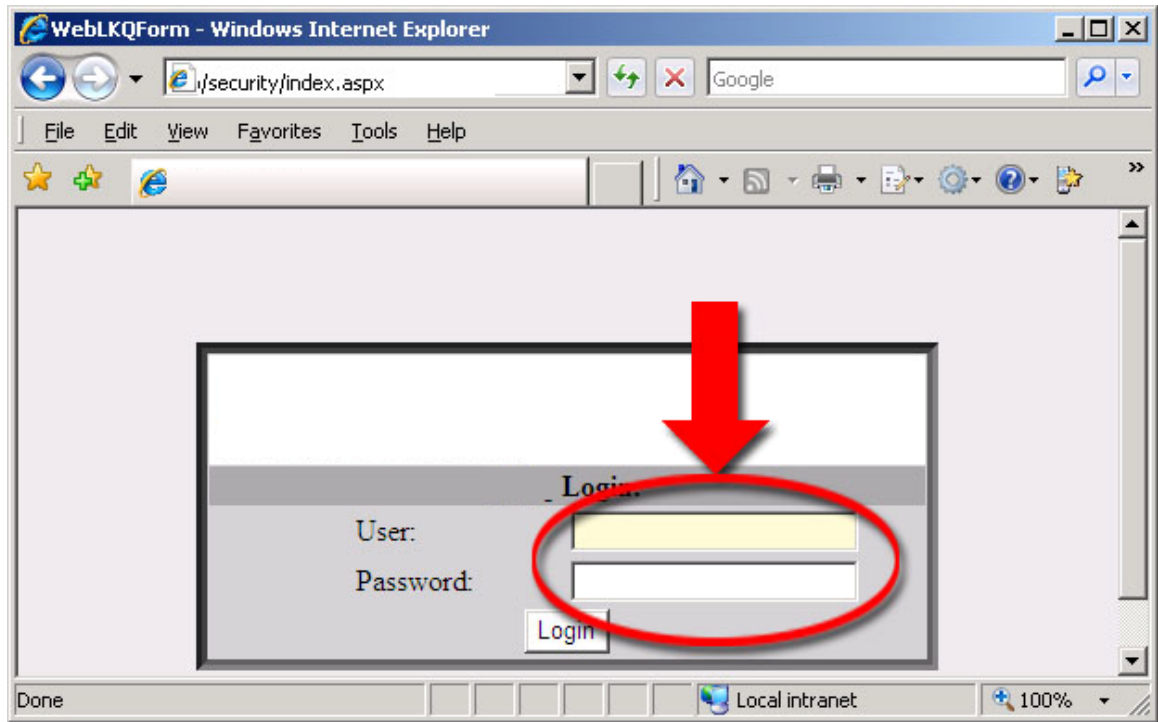 WebLKQForm - Windows Internet Explorer
/security/index.aspx
Google
File Edit View Favorites Tools Help
Login:
User:
Password:
Login
Done
Local intranet
100%